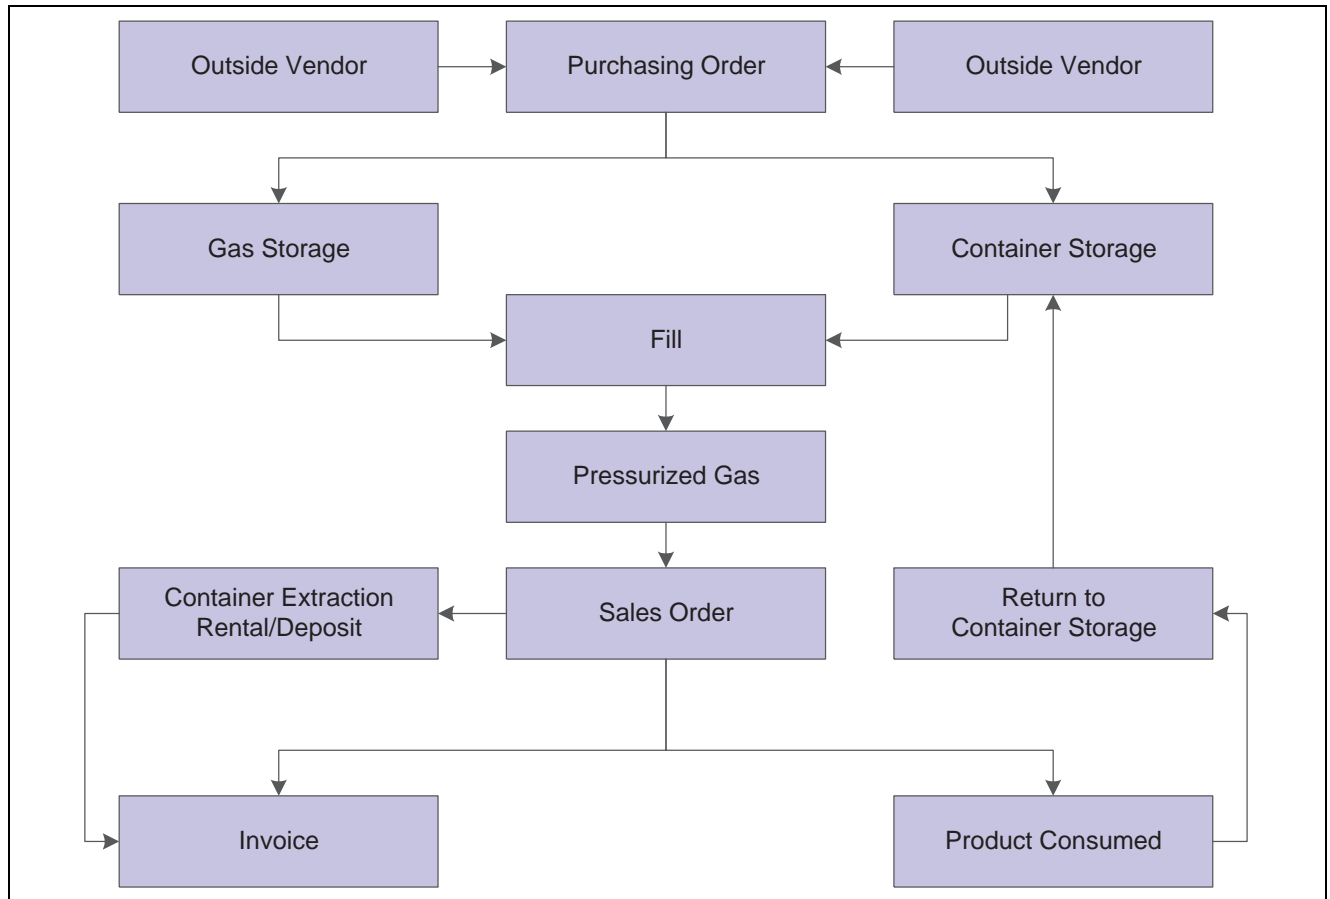 Outside Vendor
Purchasing Order
Outside Vendor
Gas Storage
Container Storage
Fill
Pressurized Gas
Container Extraction
Rental/Deposit
Sales Order
Return to
Container Storage
Invoice
Product Consumed